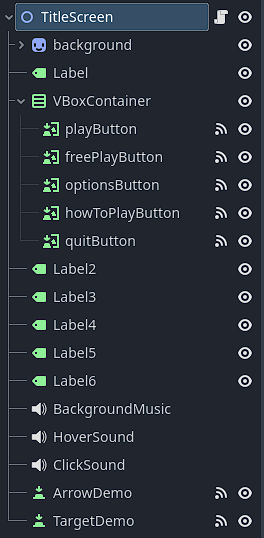 TitleScreen
background
Label
VBoxContainer
playButton
freePlayButton
optionsButton
howToPlayButton
quitButton
Label2
Label3
Label4
Label5
Label6
BackgroundMusic
HoverSound
ClickSound
ArrowDemo
TargetDemo